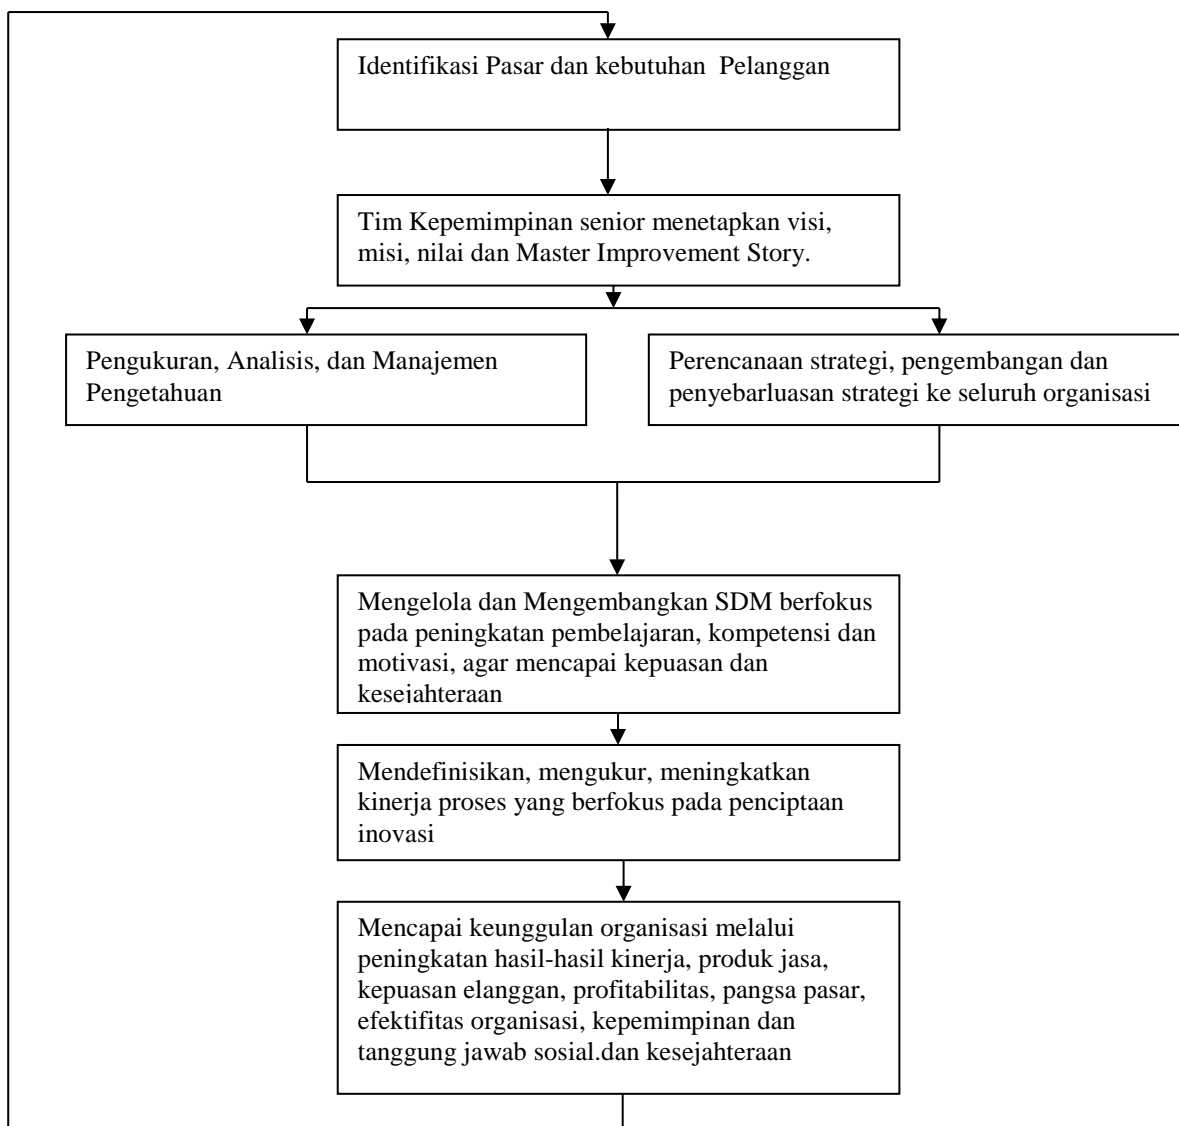 Identifikasi Pasar dan kebutuhan Pelanggan
Tim Kepemimpinan senior menetapkan visi,
misi, nilai dan Master Improvement Story.
Pengukuran, Analisis, dan Manajemen
Pengetahuan
Perencanaan strategi, pengembangan dan
penyebarluasan strategi ke seluruh organisasi
Mengelola dan Mengembangkan SDM berfokus
pada peningkatan pembelajaran, kompetensi dan
motivasi, agar mencapai kepuasan dan
kesejahteraan
Mendefinisikan, mengukur, meningkatkan
kinerja proses yang berfokus pada penciptaan
inovasi
Mencapai keunggulan organisasi melalui
peningkatan hasil-hasil kinerja, produk jasa,
kepuasan elanggan, profitabilitas, pangsa pasar,
efektifitas organisasi, kepemimpinan dan
tanggung jawab sosial.dan kesejahteraan